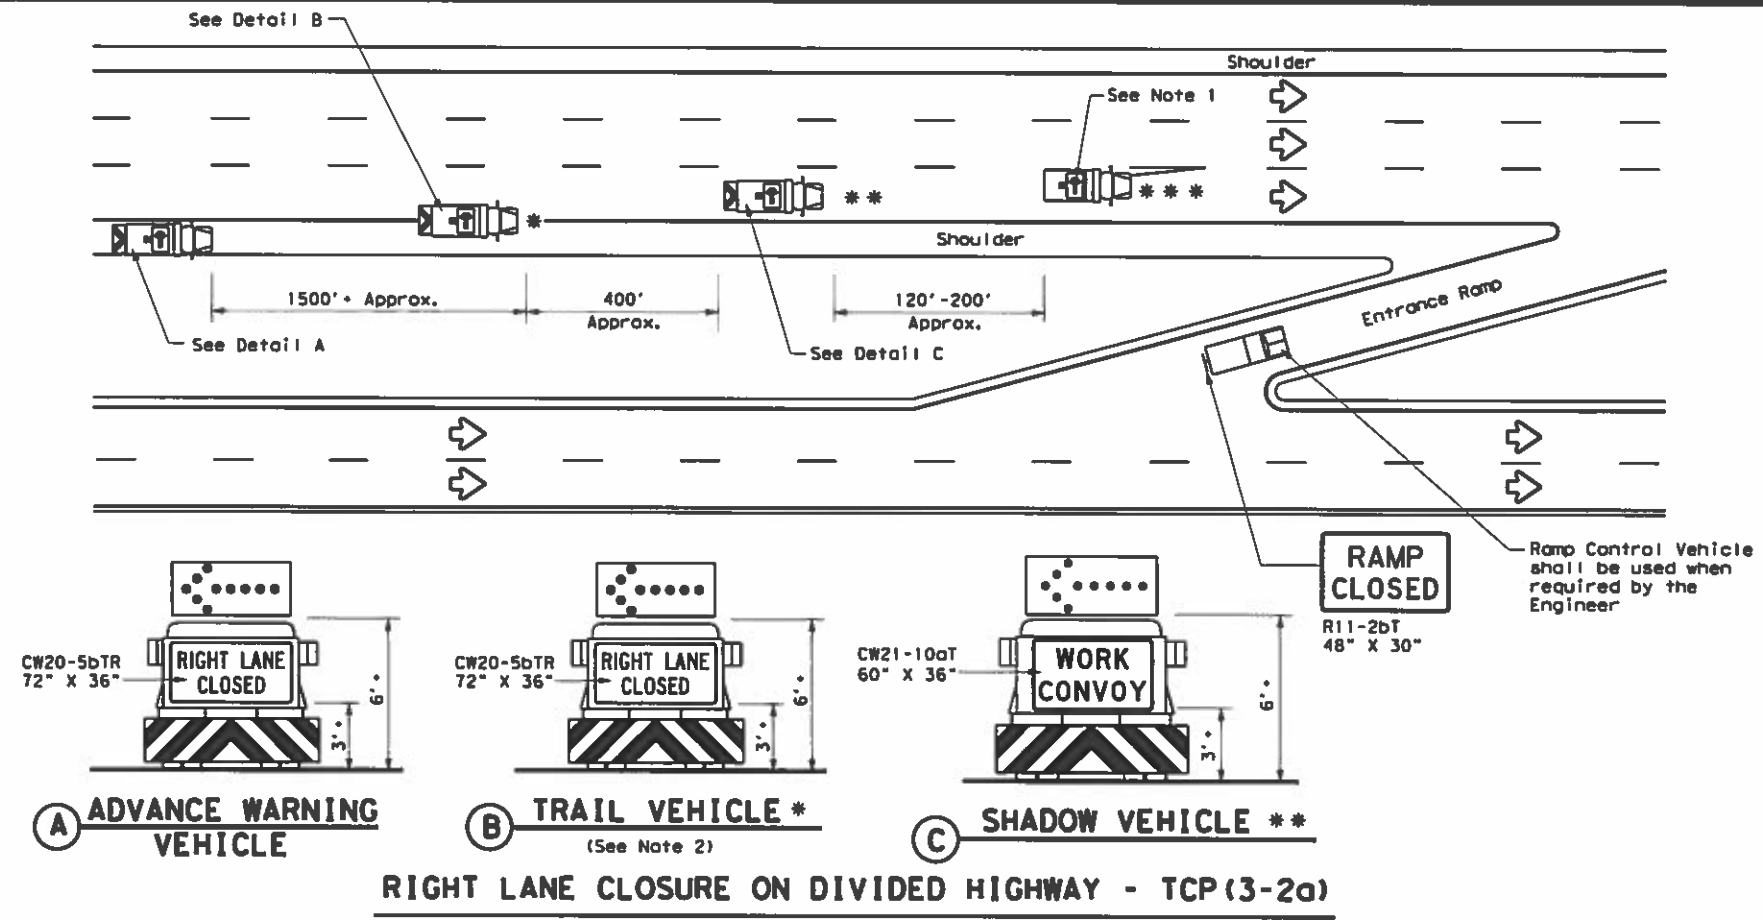 See Detail B
Shoulder
See Note 1
*
**
***
Shoulder
1500'+ Approx.
400'
Approx.
120'-200'
Approx.
Entrance Ramp
See Detail A
See Detail C
RAMP
CLOSED
R11-2bT
48" X 30"
Ramp Control Vehicle
shall be used when
required by the
Engineer
CW20-5bTR
72" X 36"
RIGHT LANE
CLOSED
6'+
3'+
CW20-5bTR
72" X 36"
RIGHT LANE
CLOSED
6'+
3'+
CW21-10aT
60" X 36"
WORK
CONVOY
6'+
3'+
A ADVANCE WARNING
VEHICLE
B TRAIL VEHICLE *
(See Note 2)
C SHADOW VEHICLE **
RIGHT LANE CLOSURE ON DIVIDED HIGHWAY - TCP(3-2a)